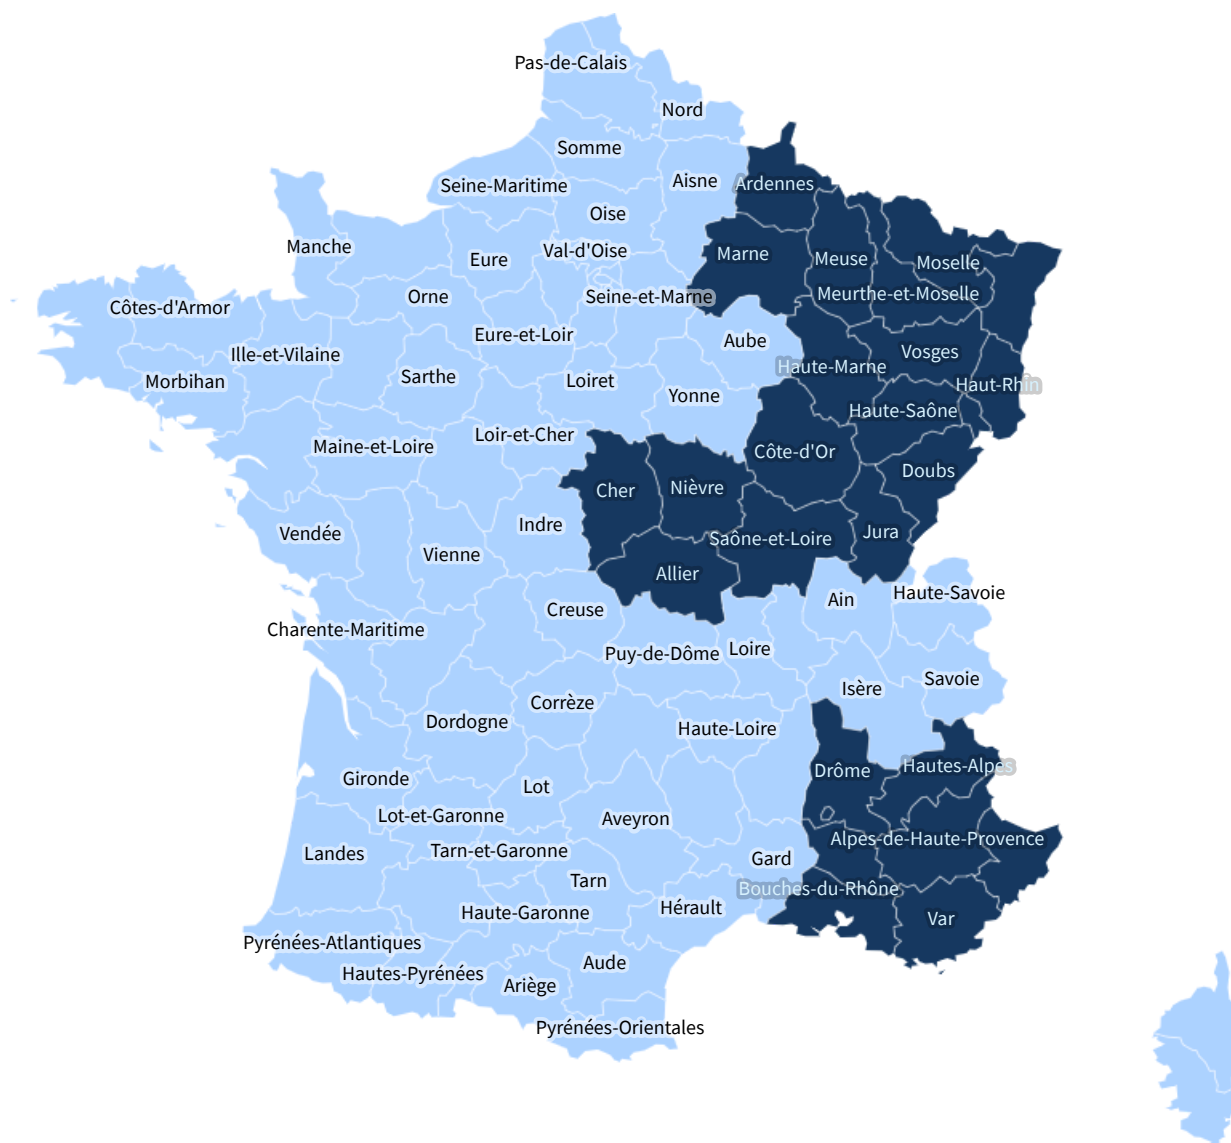 Pas-de-Calais
Nord
Somme
Aisne
Ardennes
Seine-Maritime
Oise
Manche
Eure
Val-d'Oise
Marne
Meuse
Moselle
Orne
Seine-et-Marne
Meurthe-et-Moselle
Côtes-d'Armor
Eure-et-Loir
Aube
Ille-et-Vilaine
Vosges
Haute-Marne
Morbihan
Sarthe
Loiret
Yonne
Haut-Rhin
Haute-Saône
Maine-et-Loire
Loir-et-Cher
Côte-d'Or
Doubs
Cher
Nièvre
Vendée
Indre
Saône-et-Loire
Jura
Vienne
Allier
Creuse
Ain
Haute-Savoie
Charente-Maritime
Puy-de-Dôme
Loire
Isère
Savoie
Corrèze
Dordogne
Haute-Loire
Gironde
Lot
Drôme
Hautes-Alpes
Lot-et-Garonne
Aveyron
Landes
Tarn-et-Garonne
Gard
Alpes-de-Haute-Provence
Tarn
Bouches-du-Rhône
Haute-Garonne
Hérault
Var
Pyrénées-Atlantiques
Hautes-Pyrénées
Ariège
Aude
Pyrénées-Orientales